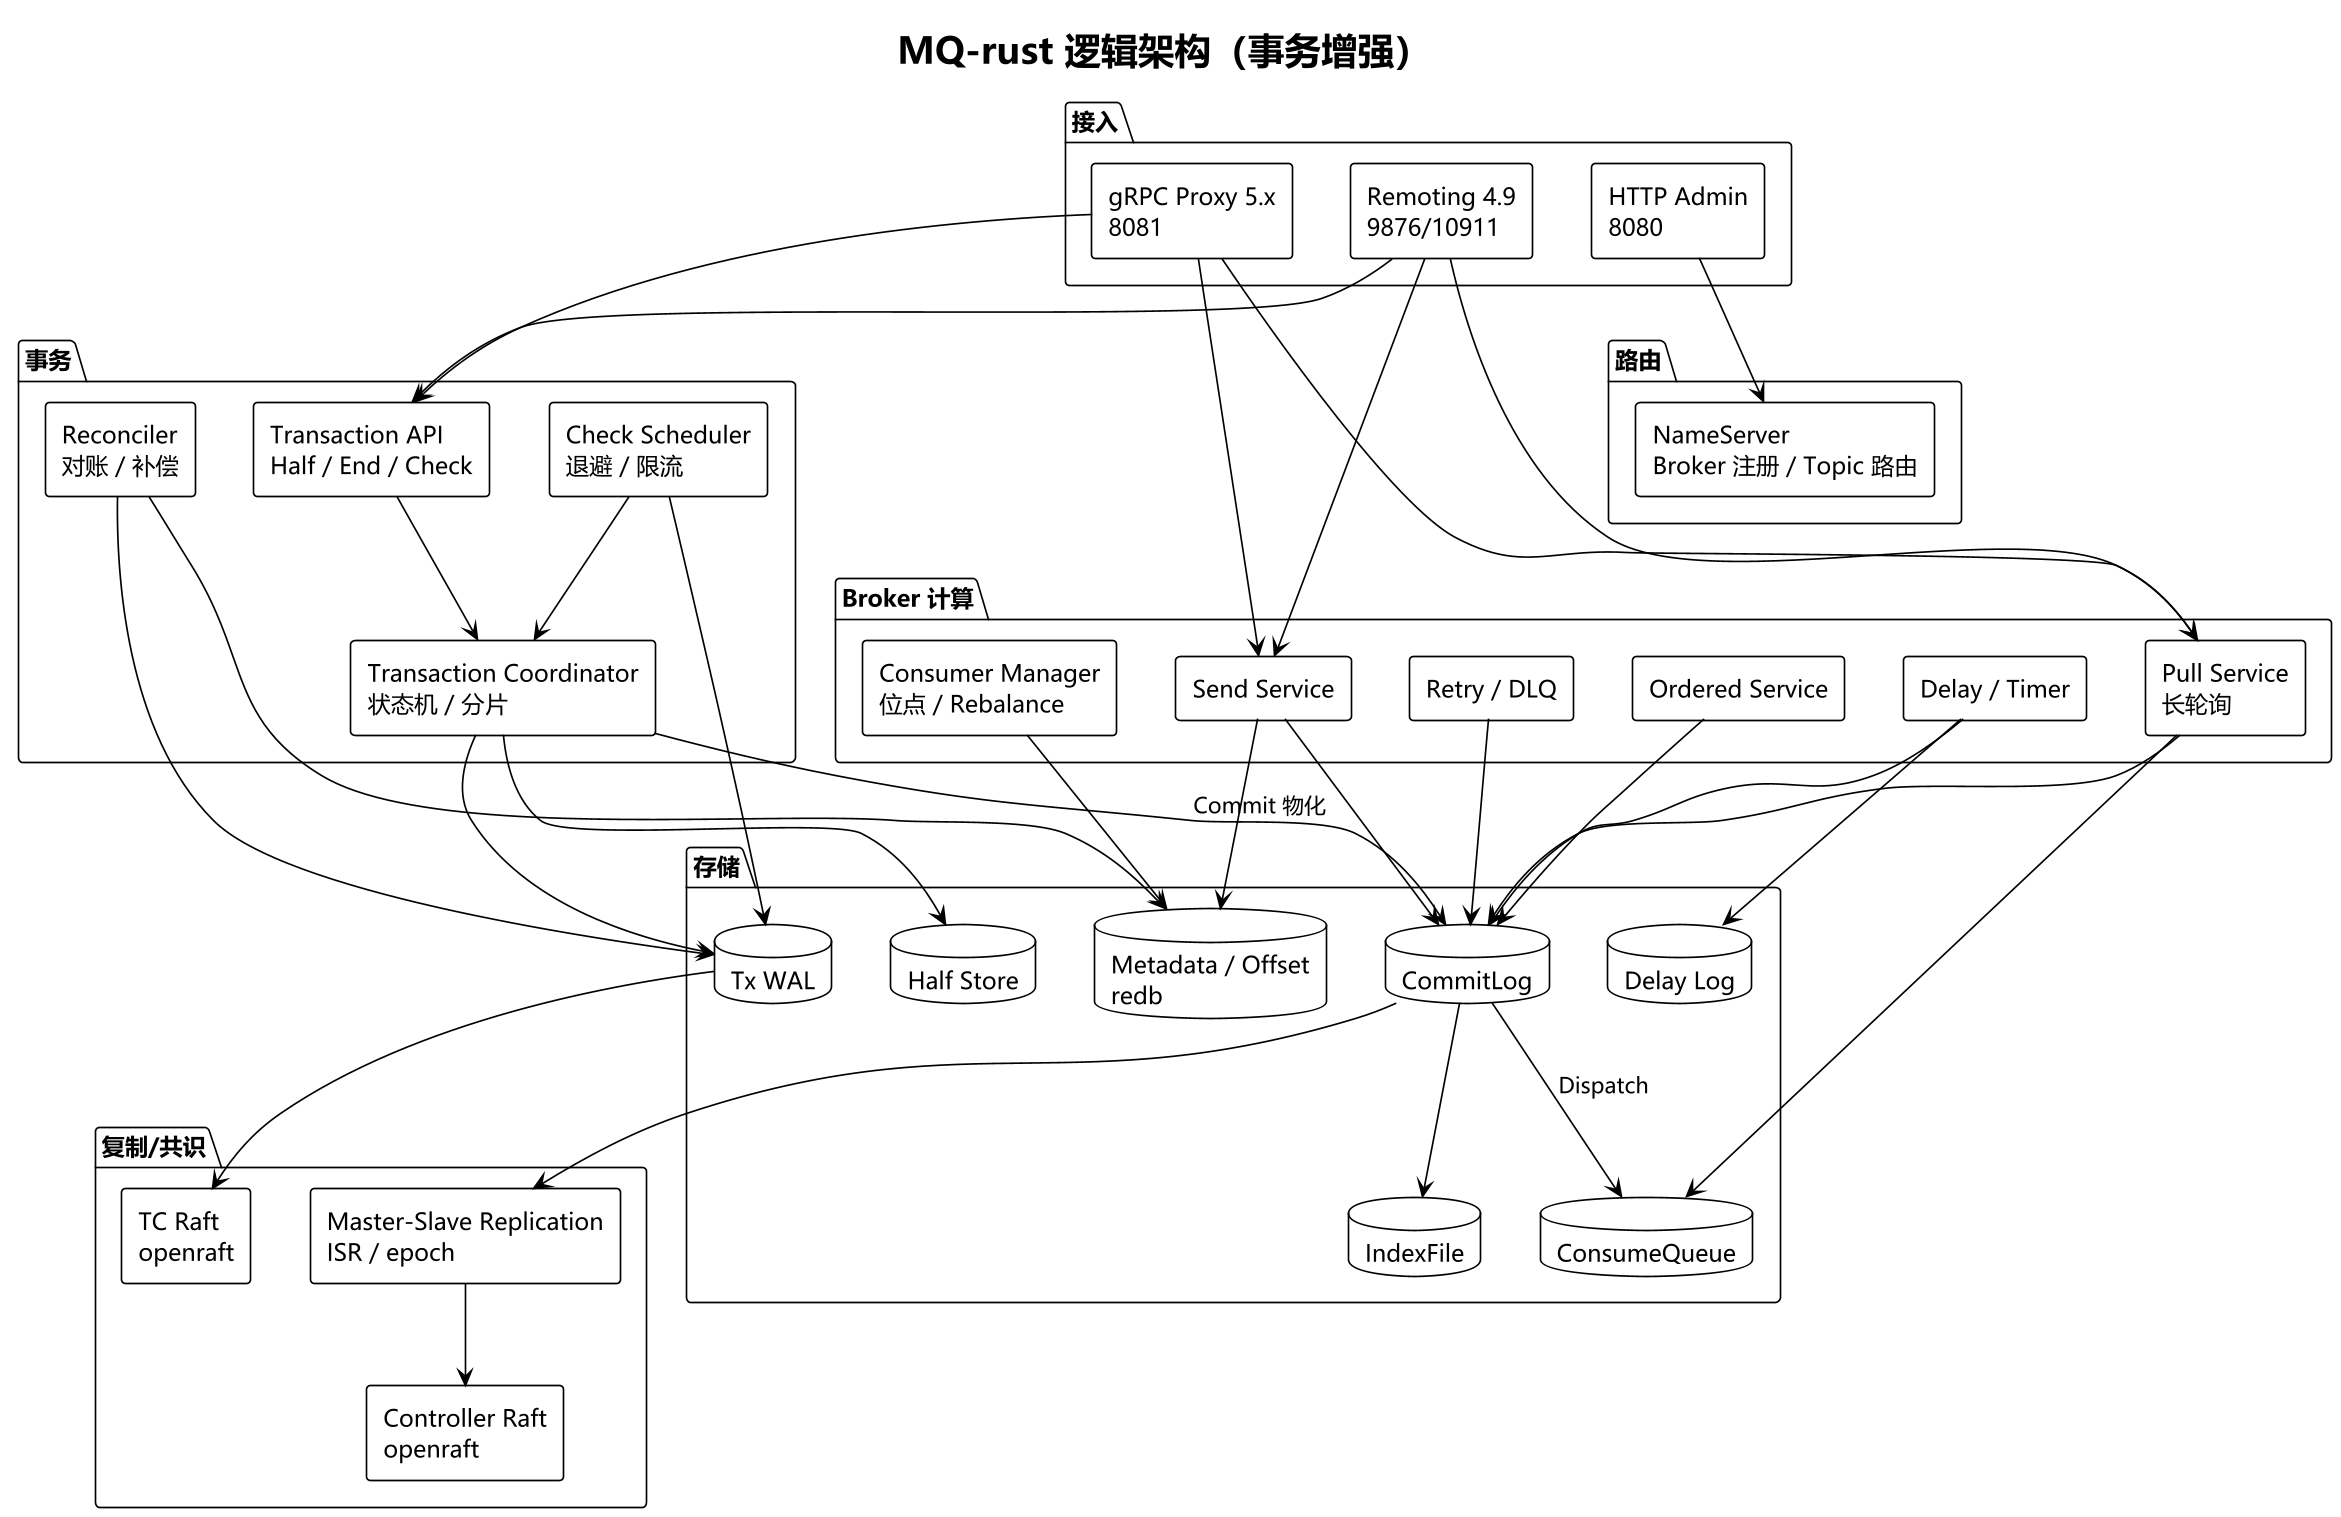 MQ-rust 逻辑架构（事务增强）
接入
gRPC Proxy 5.x
8081
Remoting 4.9
9876/10911
HTTP Admin
8080
事务
Reconciler
对账 / 补偿
Transaction API
Half / End / Check
Check Scheduler
退避 / 限流
Transaction Coordinator
状态机 / 分片
路由
NameServer
Broker 注册 / Topic 路由
Broker 计算
Consumer Manager
位点 / Rebalance
Send Service
Retry / DLQ
Ordered Service
Delay / Timer
Pull Service
长轮询
Commit 物化
存储
Tx WAL
Half Store
Metadata / Offset
redb
CommitLog
Delay Log
Dispatch
IndexFile
ConsumeQueue
复制/共识
TC Raft
openraft
Master-Slave Replication
ISR / epoch
Controller Raft
openraft